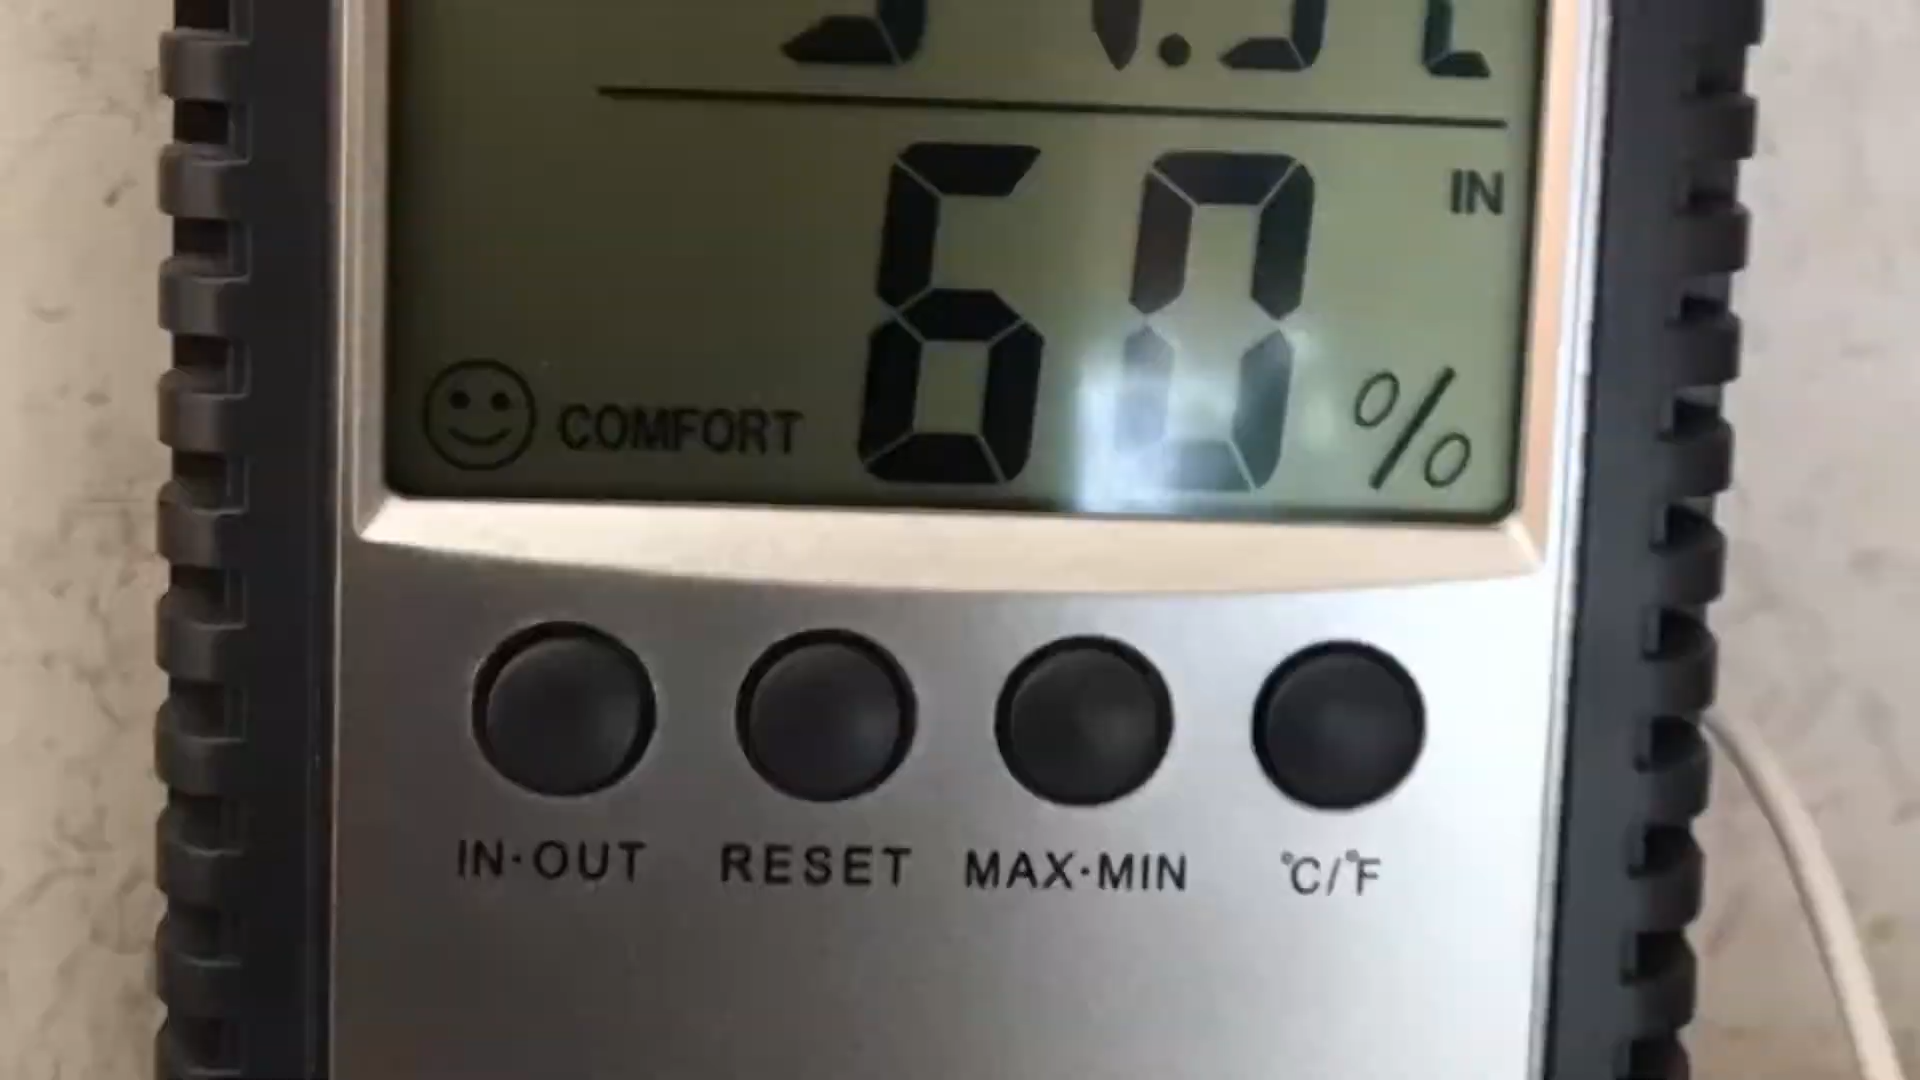 IN
60 %
COMFORT
IN·OUT RESET MAX·MIN °C/°F